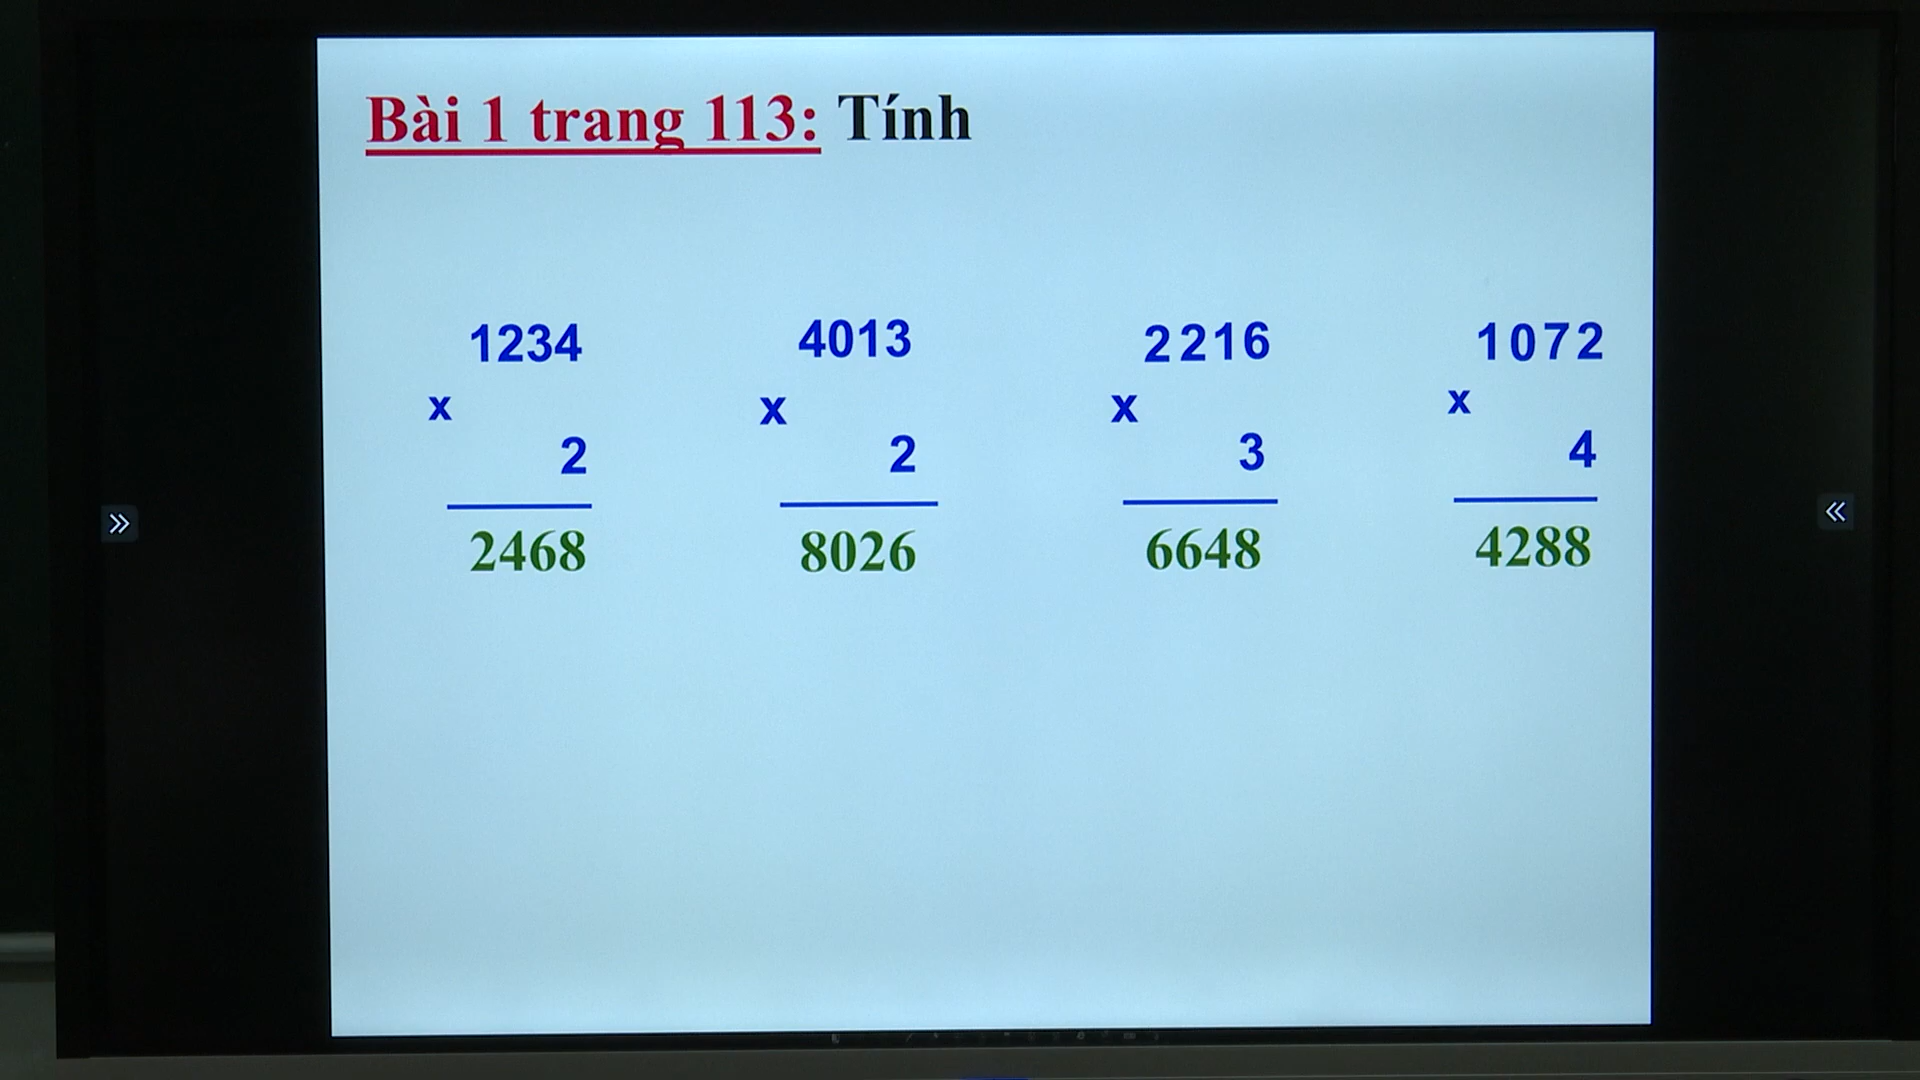 Bài 1 trang 113: Tính
1234 4013 2216 1072
x x x x
2 2 3 4
2468 8026 6648 4288